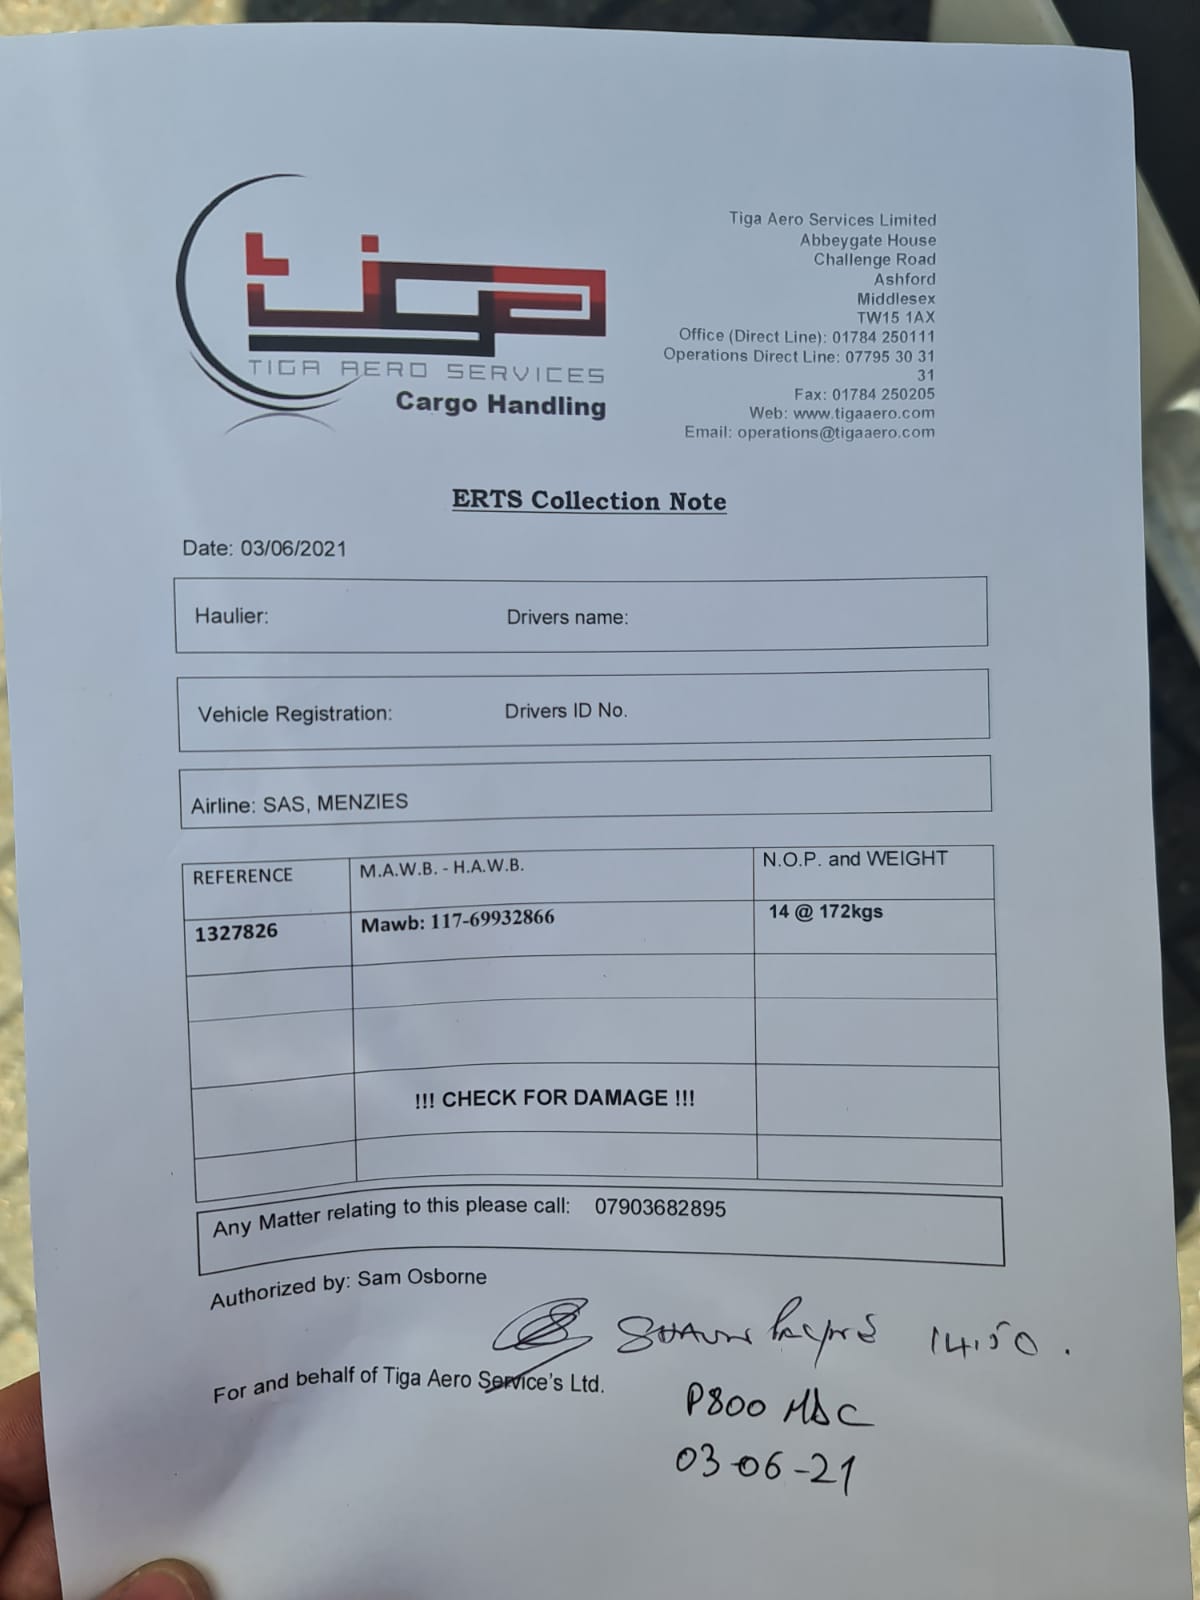 tiga
TIGA AERO SERVICES
Cargo Handling
Tiga Aero Services Limited
Abbeygate House
Challenge Road
Ashford
Middlesex
TW15 1AX
Office (Direct Line): 01784 250111
Operations Direct Line: 07795 30 31
31
Fax: 01784 250205
Web: www.tigaaero.com
Email: operations@tigaaero.com
ERTS Collection Note
Date: 03/06/2021
Haulier: Drivers name:
Vehicle Registration: Drivers ID No.
Airline: SAS, MENZIES
REFERENCE M.A.W.B. - H.A.W.B. N.O.P. and WEIGHT
1327826 Mawb: 117-69932866 14 @ 172kgs
!!! CHECK FOR DAMAGE !!!
Any Matter relating to this please call: 07903682895
Authorized by: Sam Osborne
SHAUN 14.50.
For and behalf of Tiga Aero Service's Ltd.
P800 MDC
03-06-21